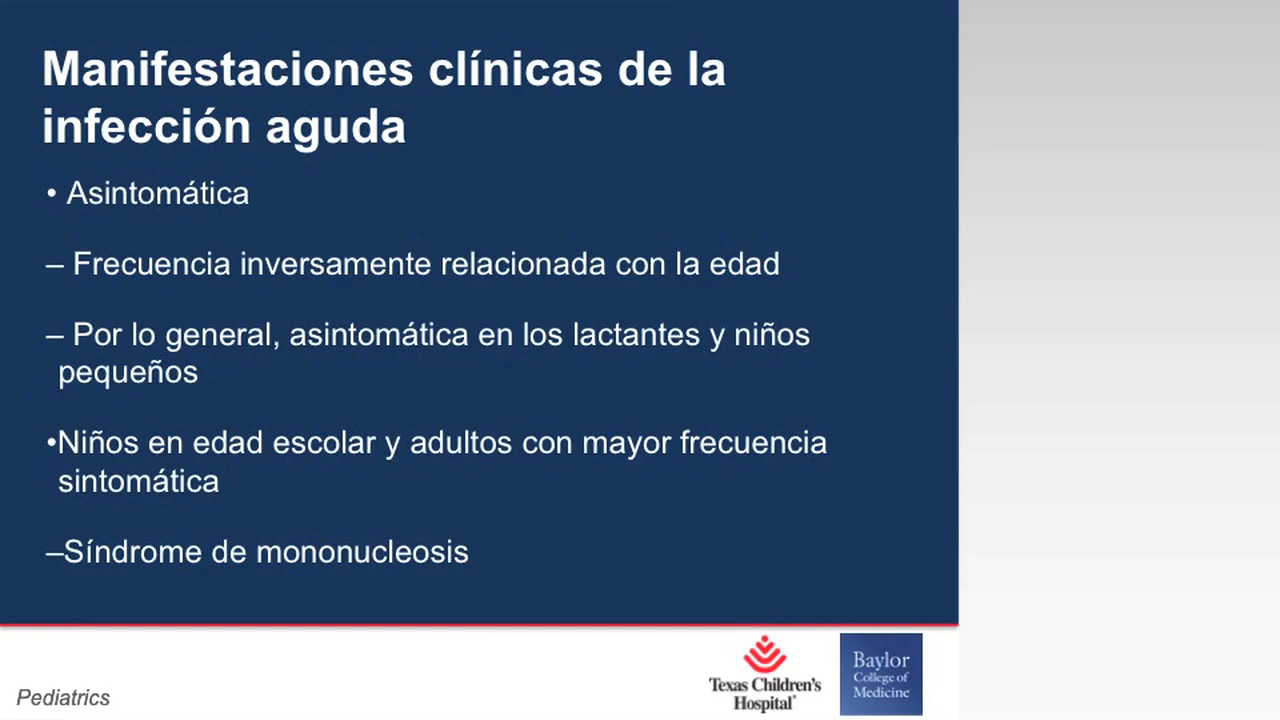 Manifestaciones clínicas de la
infección aguda
• Asintomática
– Frecuencia inversamente relacionada con la edad
– Por lo general, asintomática en los lactantes y niños
pequeños
•Niños en edad escolar y adultos con mayor frecuencia
sintomática
–Síndrome de mononucleosis
Pediatrics
Texas Children's
Hospital®
Baylor
College of
Medicine